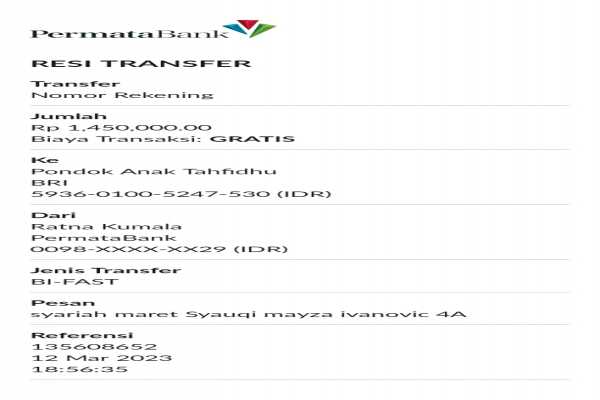 PermataBank
RESI TRANSFER
Transfer
Nomor Rekening
Jumlah
Rp 1,450,000.00
Biaya Transaksi: GRATIS
Ke
Pondok Anak Tahfidhu
BRI
5936-0100-5247-530 (IDR)
Dari
Ratna Kumala
PermataBank
0098-XXXX-XX29 (IDR)
Jenis Transfer
BI-FAST
Pesan
syariah maret Syauqi mayza ivanovic 4A
Referensi
135608652
12 Mar 2023
18:56:35